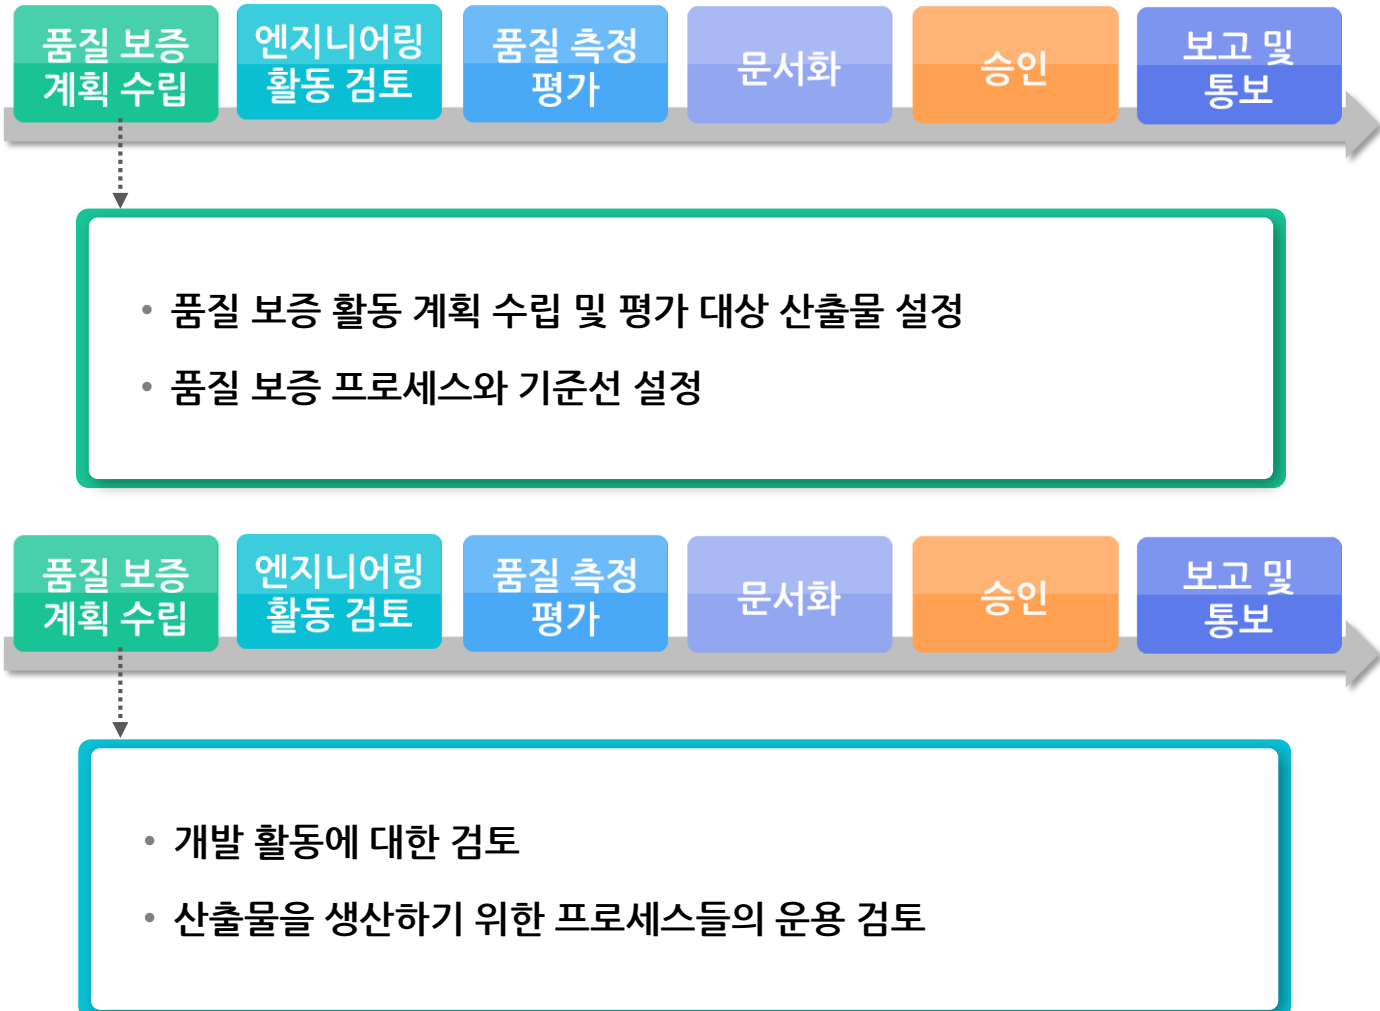 품질 보증
계획 수립
엔지니어링
활동 검토
품질 측정
평가
문서화
승인
보고 및
통보
• 품질 보증 활동 계획 수립 및 평가 대상 산출물 설정
• 품질 보증 프로세스와 기준선 설정
품질 보증
계획 수립
엔지니어링
활동 검토
품질 측정
평가
문서화
승인
보고 및
통보
• 개발 활동에 대한 검토
• 산출물을 생산하기 위한 프로세스들의 운용 검토